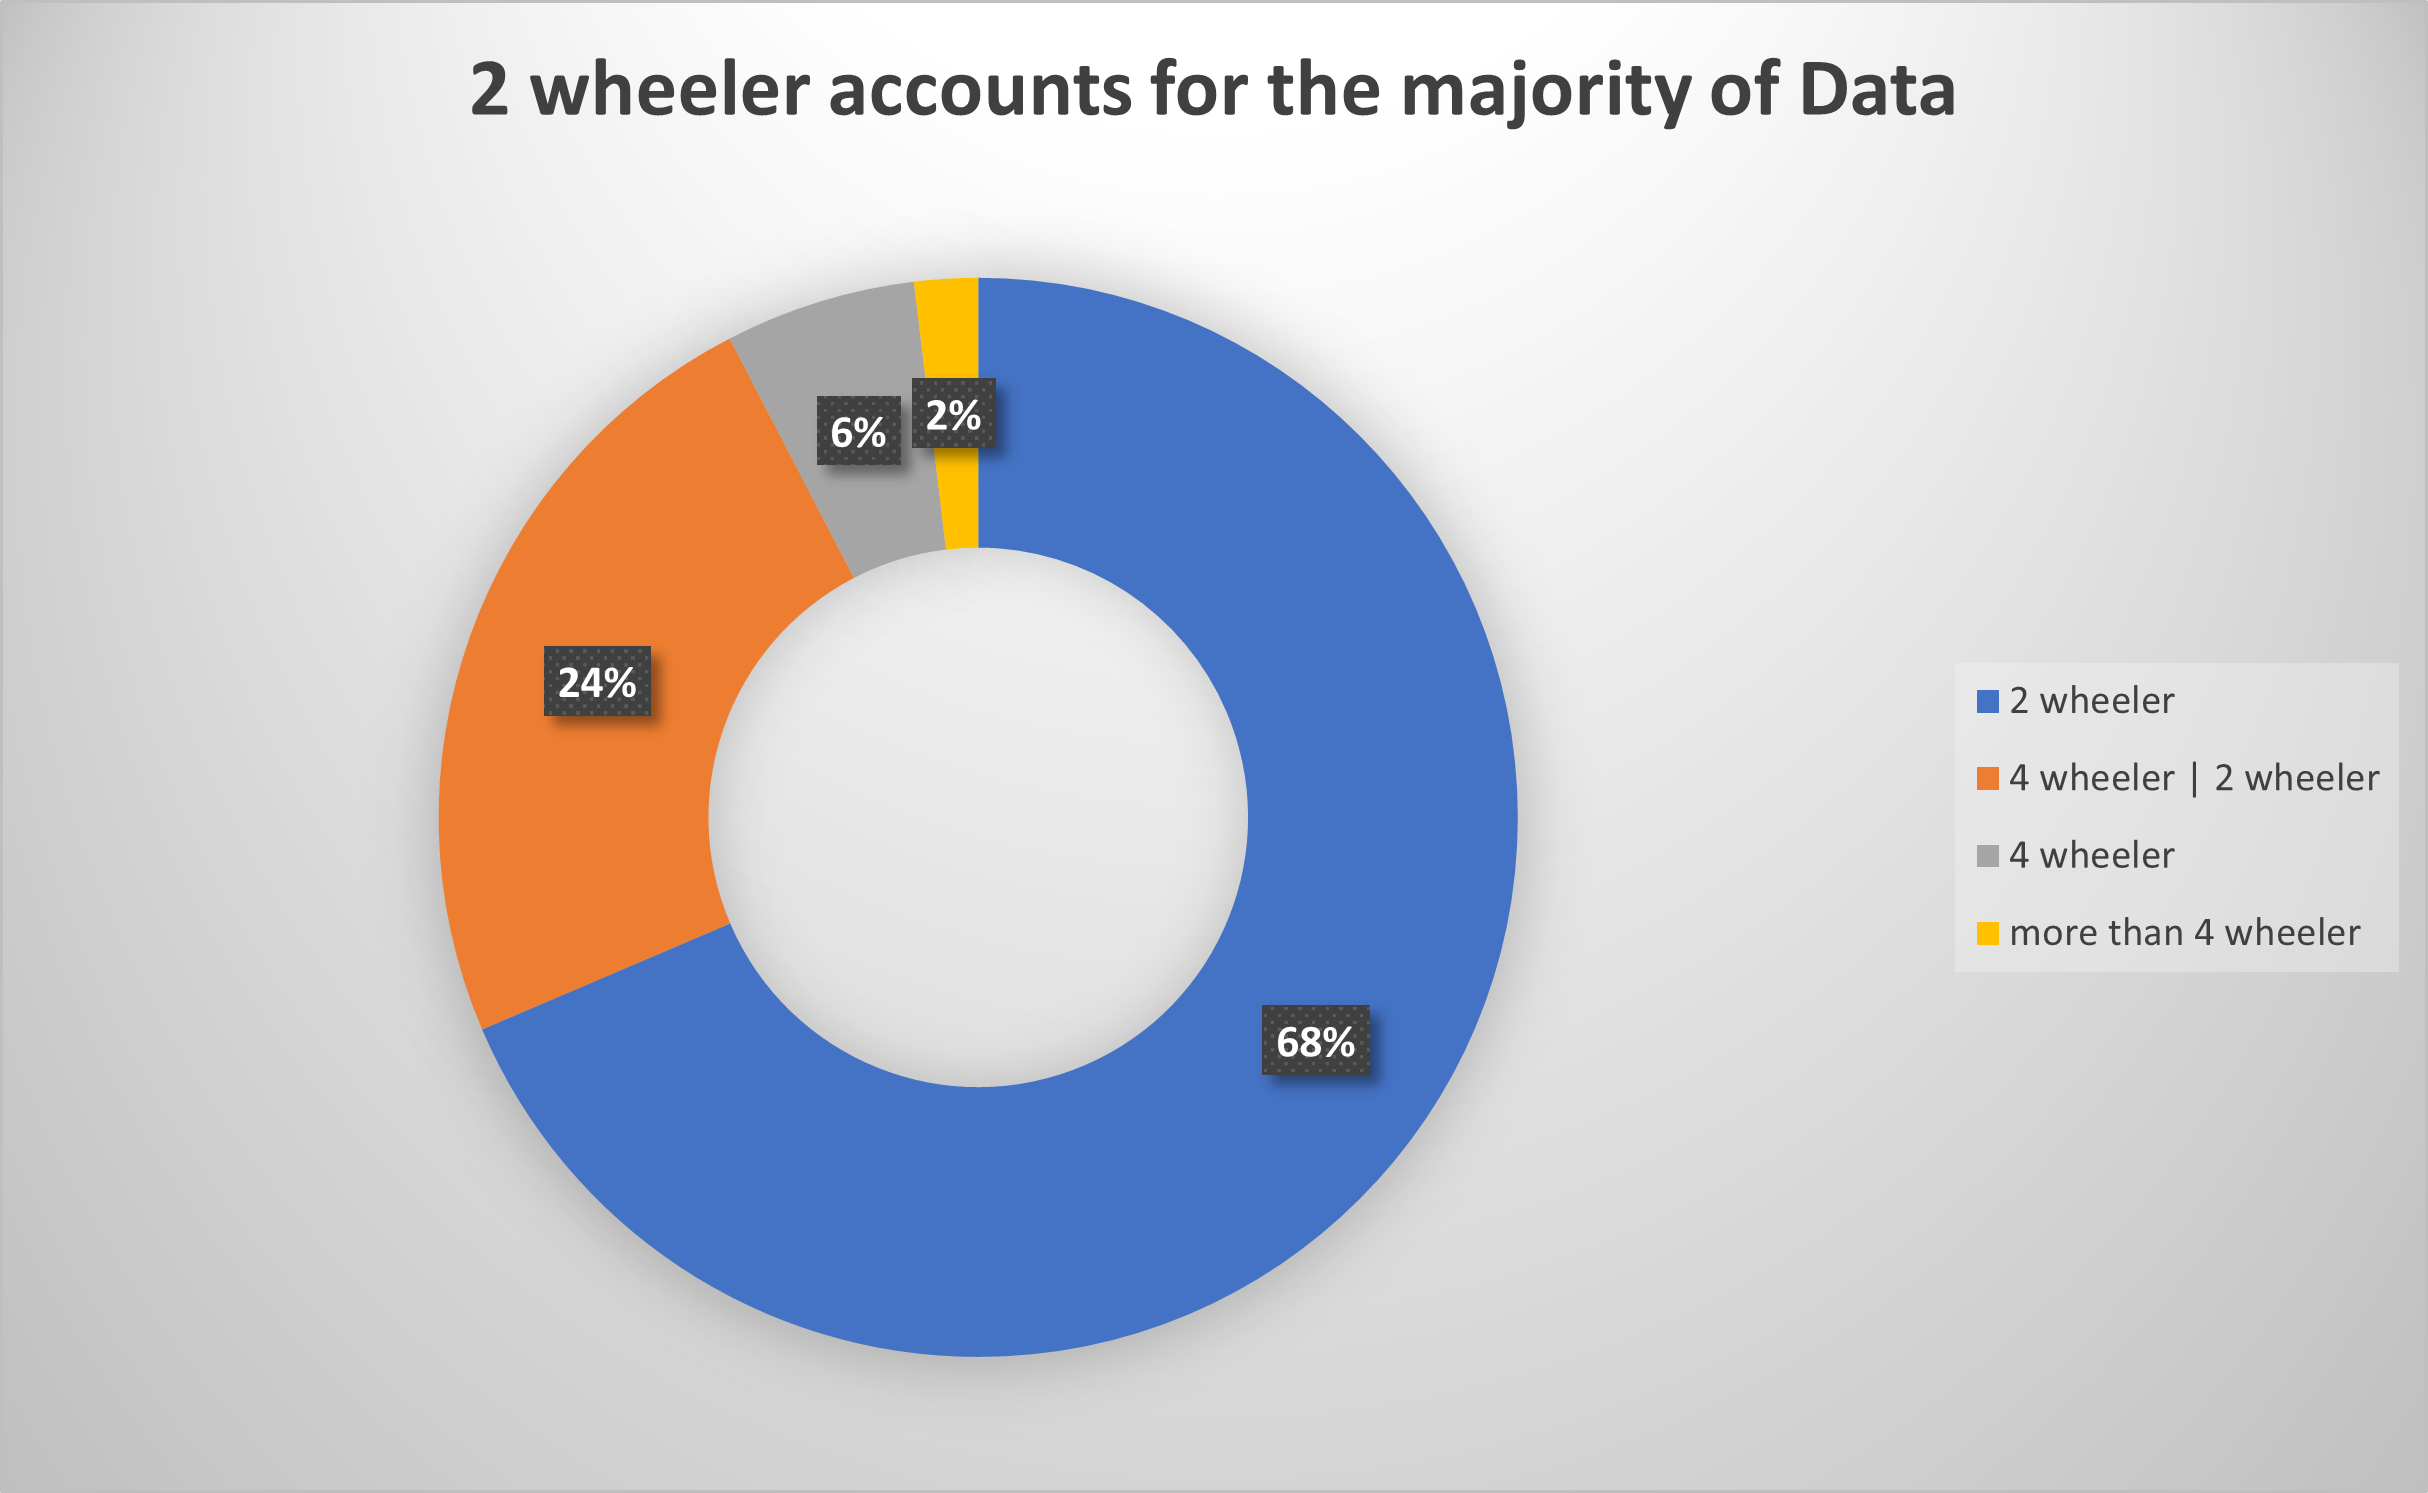 2 wheeler accounts for the majority of Data
2%
6%
24%
68%
2 wheeler
4 wheeler | 2 wheeler
4 wheeler
more than 4 wheeler